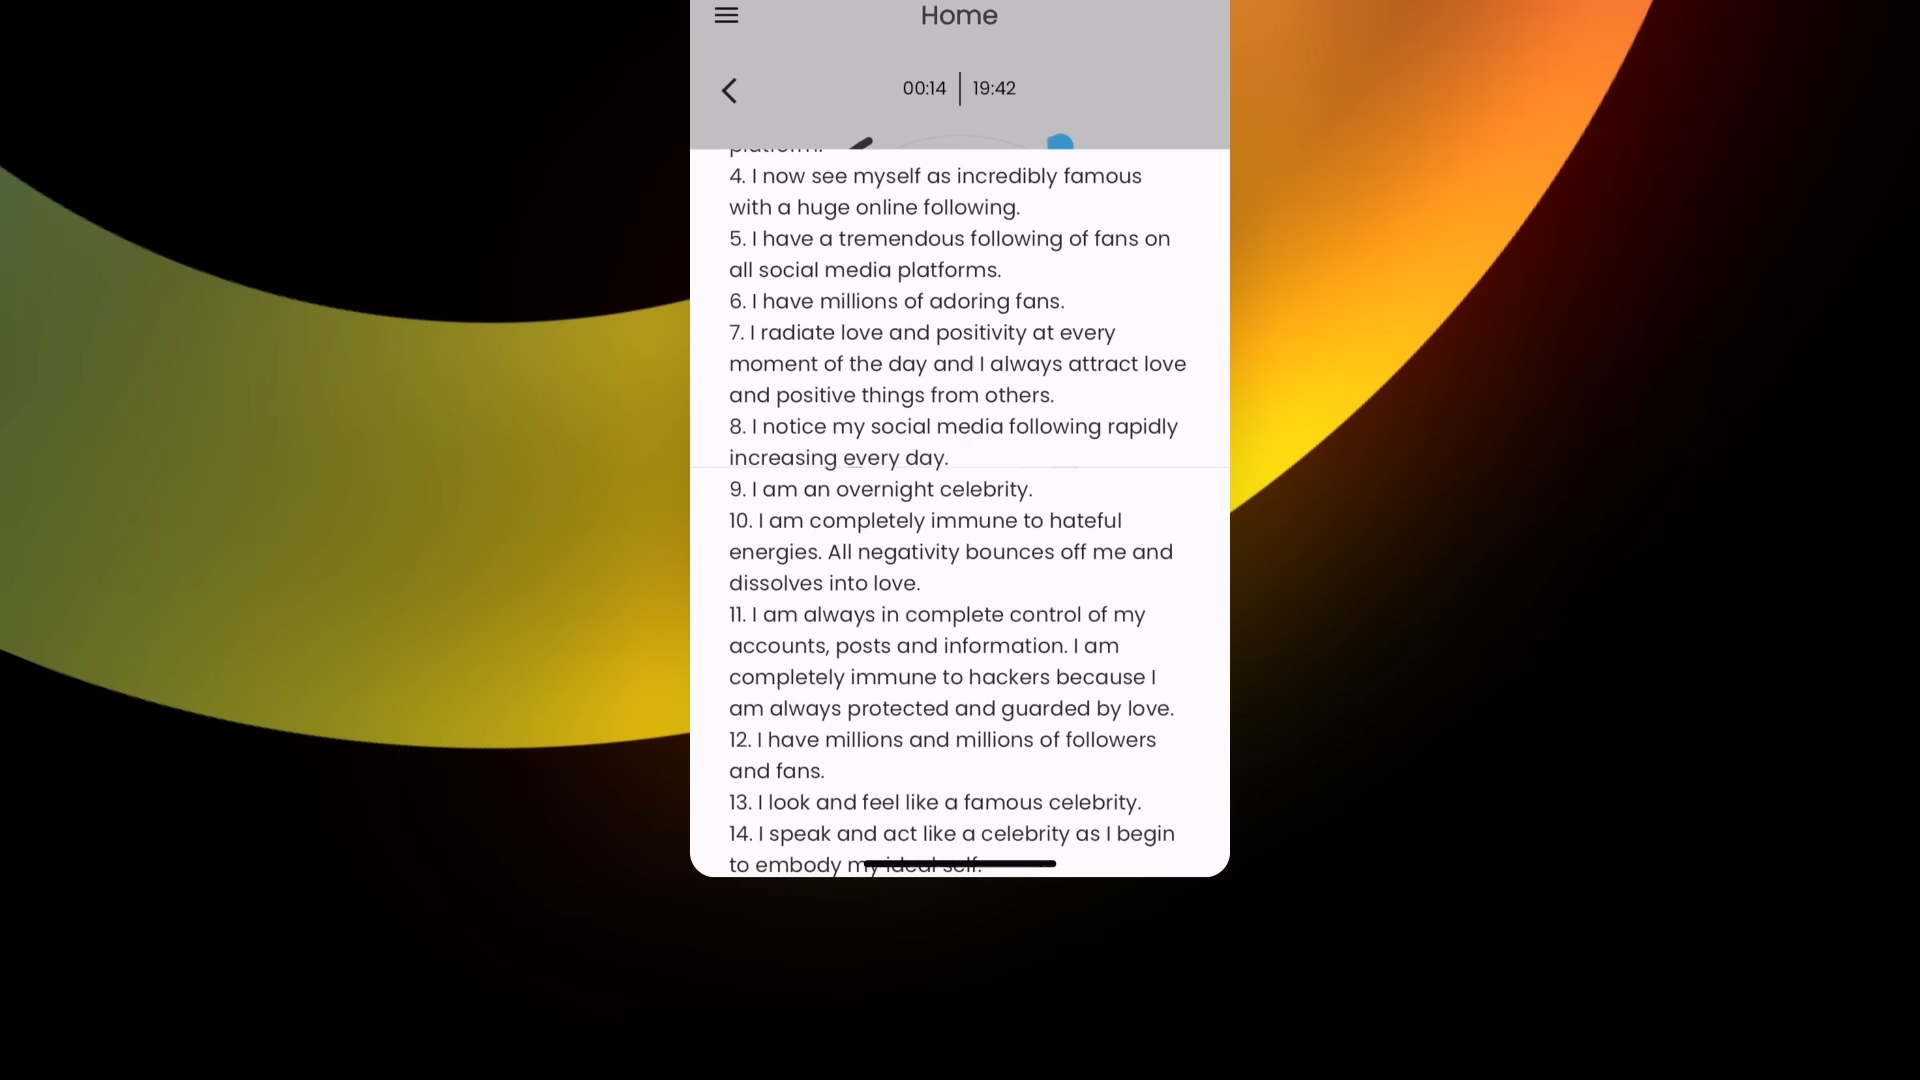 Home
00:14 | 19:42
platform.
4. I now see myself as incredibly famous
with a huge online following.
5. I have a tremendous following of fans on
all social media platforms.
6. I have millions of adoring fans.
7. I radiate love and positivity at every
moment of the day and I always attract love
and positive things from others.
8. I notice my social media following rapidly
increasing every day.
9. I am an overnight celebrity.
10. I am completely immune to hateful
energies. All negativity bounces off me and
dissolves into love.
11. I am always in complete control of my
accounts, posts and information. I am
completely immune to hackers because I
am always protected and guarded by love.
12. I have millions and millions of followers
and fans.
13. I look and feel like a famous celebrity.
14. I speak and act like a celebrity as I begin
to embody my ideal self.